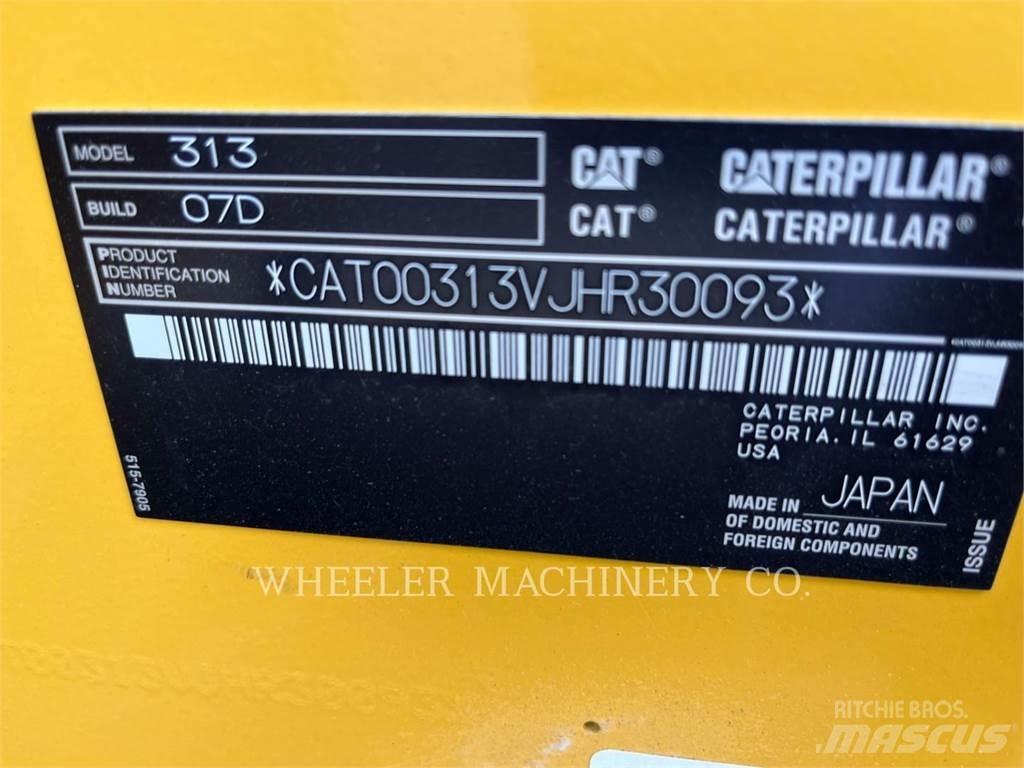 MODEL 313
BUILD 07D
CAT® CATERPILLAR®
CAT® CATERPILLAR®
PRODUCT
IDENTIFICATION
NUMBER
*CAT00313VJHR30093*
CATERPILLAR INC.
PEORIA, IL 61629
USA
515-7905
MADE IN JAPAN
OF DOMESTIC AND
FOREIGN COMPONENTS
ISSUE
WHEELER MACHINERY CO.
RITCHIE BROS.
MASCUS